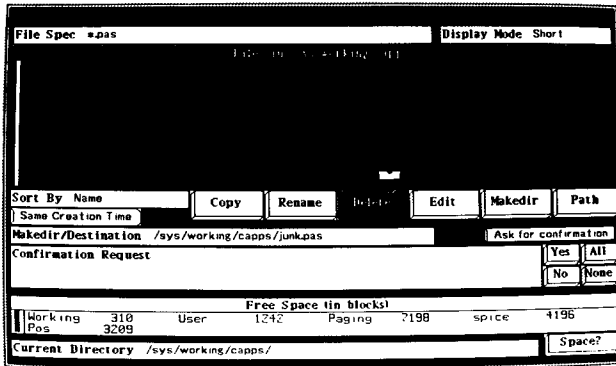 File Spec *.pas
Display Mode Short
Sort By Name
Copy
Rename
Delete
Edit
Makedir
Path
Same Creation Time
Makedir/Destination /sys/working/capps/junk.pas
Ask for confirmation
Confirmation Request
Yes All
No None
Free Space (in blocks)
Working 310 User 1242 Paging 7198 spice 4196
Pos 3209
Current Directory /sys/working/capps/
Space?